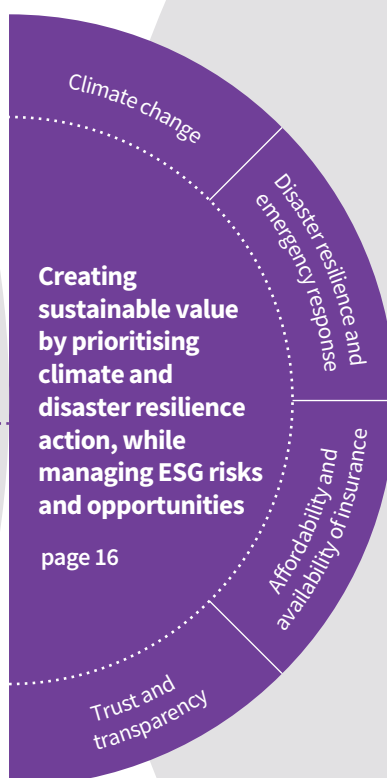 Climate change
Disaster resilience and
emergency response
Creating
sustainable value
by prioritising
climate and
disaster resilience
action, while
managing ESG risks
and opportunities
page 16
Affordability and
availability of insurance
Trust and
transparency